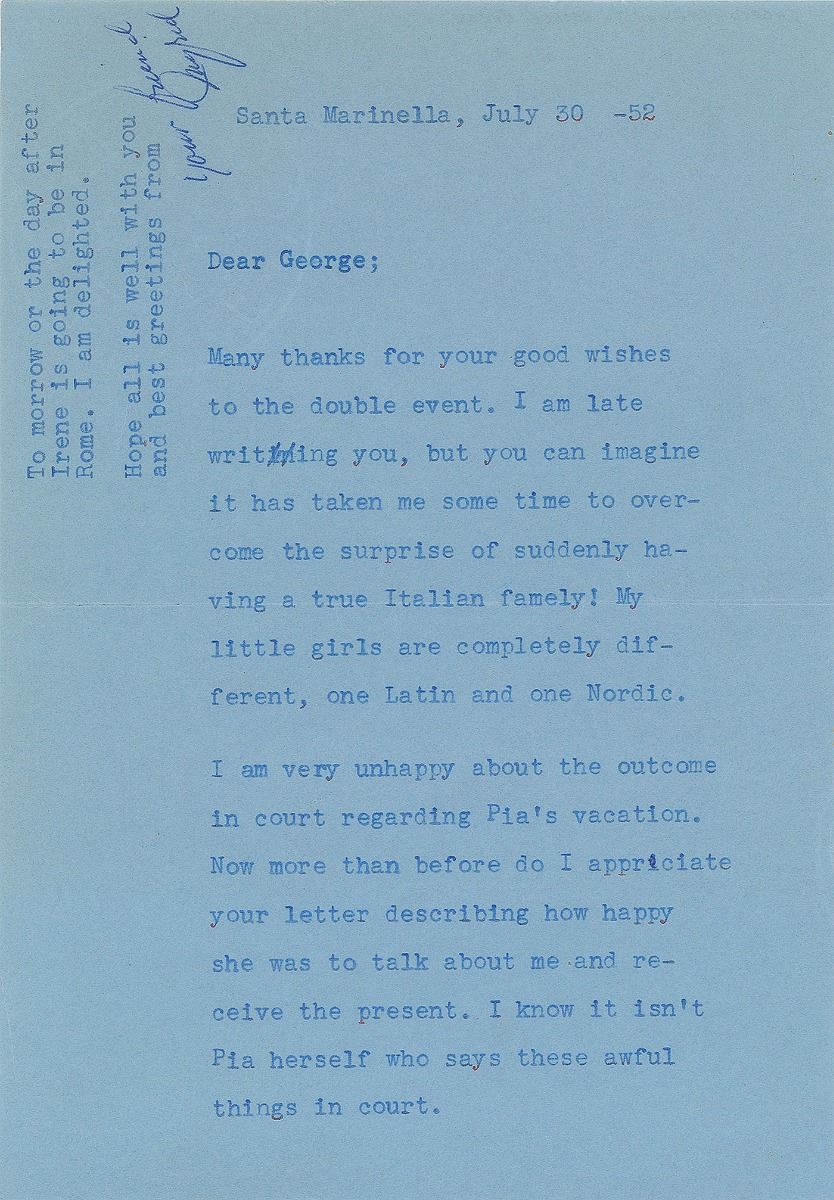 Santa Marinella, July 30 -52
Dear George;
Many thanks for your good wishes
to the double event. I am late
writing you, but you can imagine
it has taken me some time to over-
come the surprise of suddenly ha-
ving a true Italian famely! My
little girls are completely dif-
ferent, one Latin and one Nordic.
I am very unhappy about the outcome
in court regarding Pia's vacation.
Now more than before do I appriciate
your letter describing how happy
she was to talk about me and re-
ceive the present. I know it isn't
Pia herself who says these awful
things in court.
To morrow or the day after
Irene is going to be in
Rome. I am delighted.
Hope all is well with you
and best greetings from
your friend
Ingrid